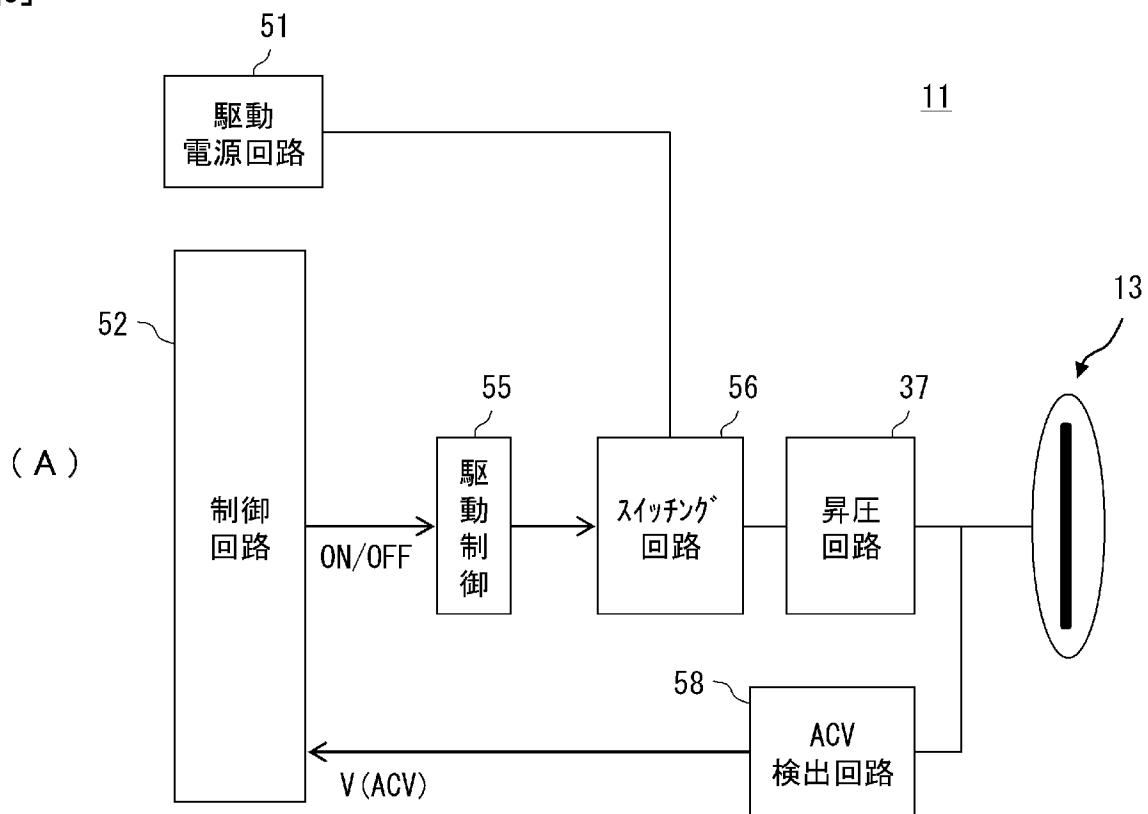 51
駆動
電源回路
11
52
制御
回路
(A)
ON/OFF
55
駆動制御
56
スイッチング
回路
37
昇圧
回路
13
58
ACV
検出回路
V(ACV)